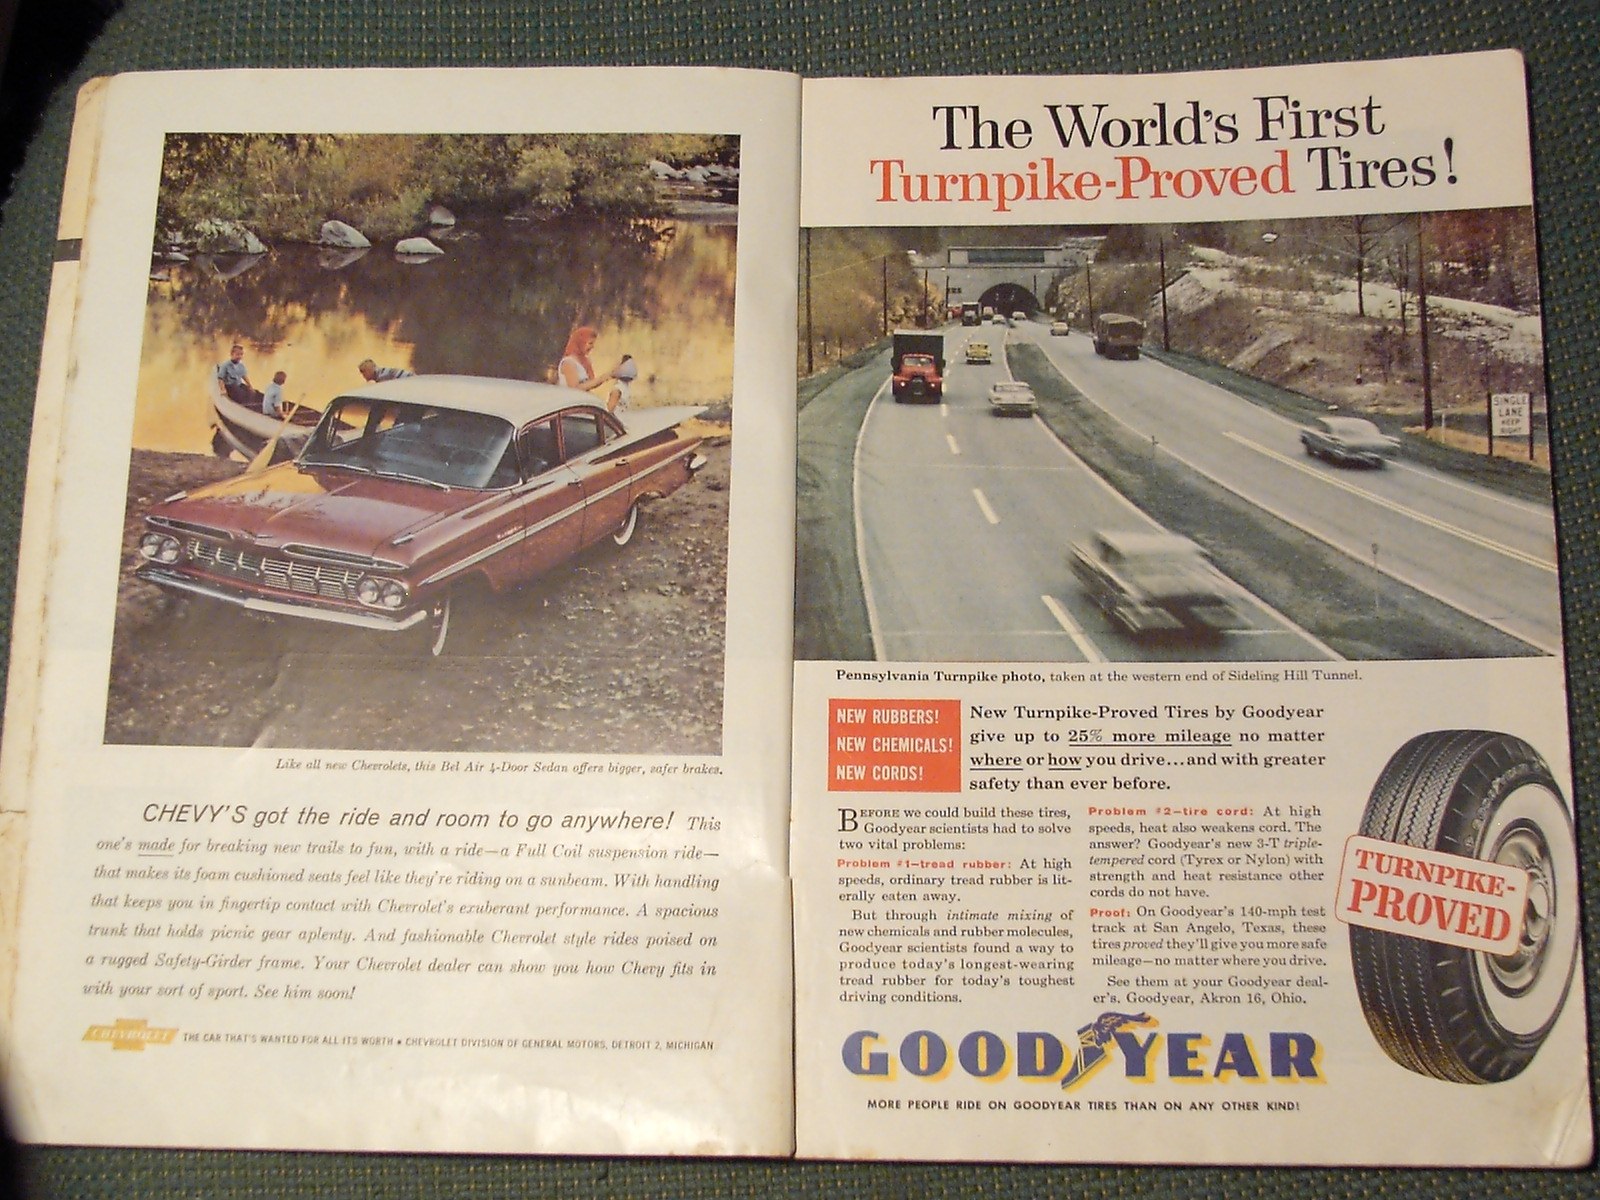 Like all new Chevrolets, this Bel Air 4-Door Sedan offers bigger, safer brakes.
CHEVY'S got the ride and room to go anywhere! This
one's made for breaking new trails to fun, with a ride—a Full Coil suspension ride—
that makes its foam cushioned seats feel like they're riding on a sunbeam. With handling
that keeps you in fingertip contact with Chevrolet's exuberant performance. A spacious
trunk that holds picnic gear aplenty. And fashionable Chevrolet style rides poised on
a rugged Safety-Girder frame. Your Chevrolet dealer can show you how Chevy fits in
with your sort of sport. See him soon!
CHEVROLET THE CAR THAT'S WANTED FOR ALL ITS WORTH • CHEVROLET DIVISION OF GENERAL MOTORS, DETROIT 2, MICHIGAN
The World's First
Turnpike-Proved Tires!
SINGLE
LANE
KEEP
RIGHT
Pennsylvania Turnpike photo, taken at the western end of Sideling Hill Tunnel.
NEW RUBBERS!
NEW CHEMICALS!
NEW CORDS!
New Turnpike-Proved Tires by Goodyear
give up to 25% more mileage no matter
where or how you drive...and with greater
safety than ever before.
BEFORE we could build these tires,
Goodyear scientists had to solve
two vital problems:
Problem #1—tread rubber: At high
speeds, ordinary tread rubber is lit-
erally eaten away.
But through intimate mixing of
new chemicals and rubber molecules,
Goodyear scientists found a way to
produce today's longest-wearing
tread rubber for today's toughest
driving conditions.
Problem #2—tire cord: At high
speeds, heat also weakens cord. The
answer? Goodyear's new 3-T triple-
tempered cord (Tyrex or Nylon) with
strength and heat resistance other
cords do not have.
Proof: On Goodyear's 140-mph test
track at San Angelo, Texas, these
tires proved they'll give you more safe
mileage—no matter where you drive.
See them at your Goodyear deal-
er's. Goodyear, Akron 16, Ohio.
TURNPIKE-
PROVED
GOODYEAR
MORE PEOPLE RIDE ON GOODYEAR TIRES THAN ON ANY OTHER KIND!